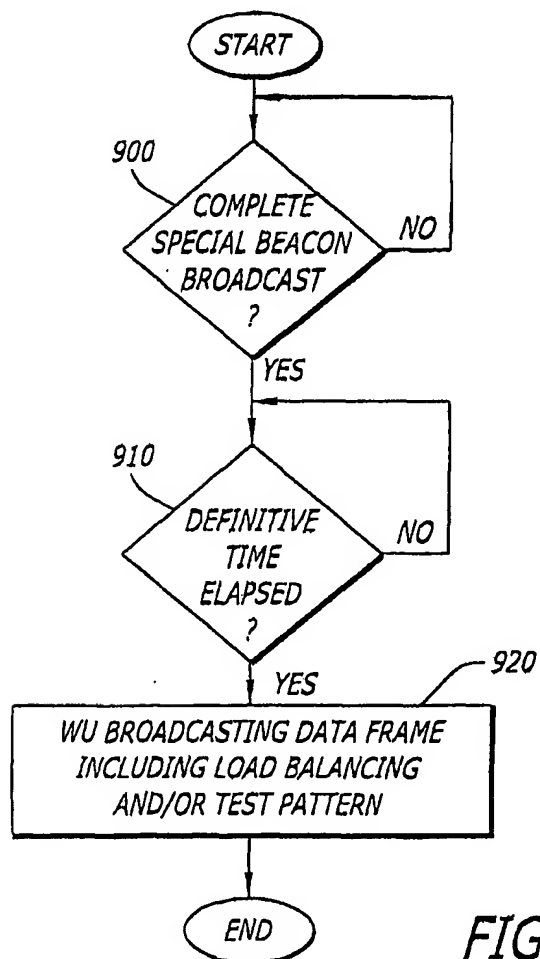 START
900
COMPLETE
SPECIAL BEACON
BROADCAST
?
NO
YES
910
DEFINITIVE
TIME
ELAPSED
?
NO
YES
920
WU BROADCASTING DATA FRAME
INCLUDING LOAD BALANCING
AND/OR TEST PATTERN
END
FIG